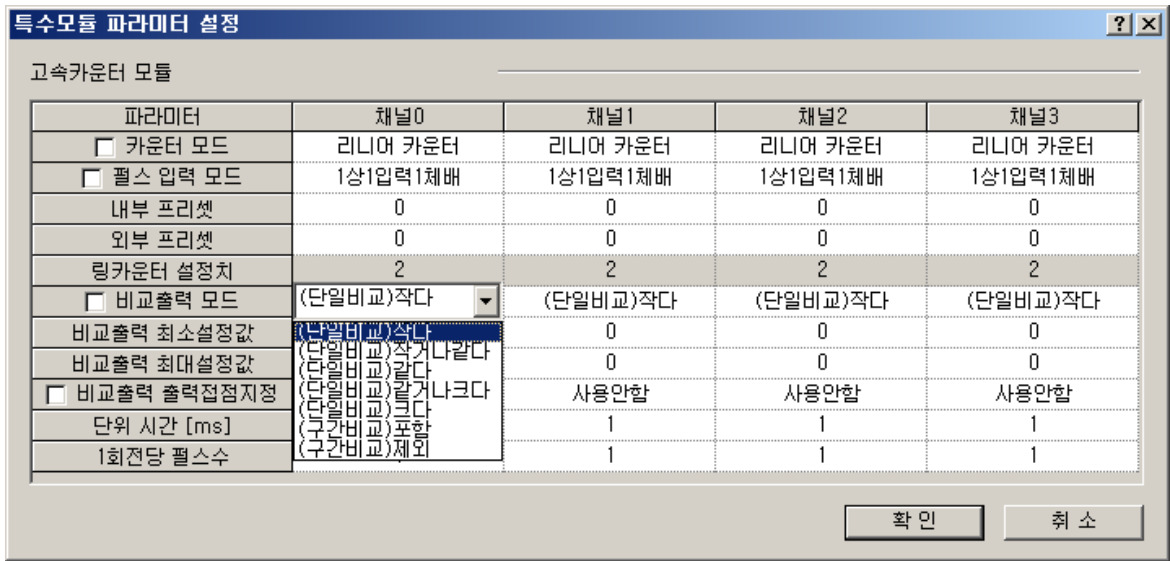 특수모듈 파라미터 설정
고속카운터 모듈
파라미터 채널0 채널1 채널2 채널3
카운터 모드 리니어 카운터 리니어 카운터 리니어 카운터 리니어 카운터
펄스 입력 모드 1상1입력1체배 1상1입력1체배 1상1입력1체배 1상1입력1체배
내부 프리셋 0 0 0 0
외부 프리셋 0 0 0 0
링카운터 설정치 2 2 2 2
비교출력 모드 (단일비교)작다 (단일비교)작다 (단일비교)작다 (단일비교)작다
비교출력 최소설정값 0 0 0
비교출력 최대설정값 0 0 0
비교출력 출력접점지정 사용안함 사용안함 사용안함
단위 시간 [ms] 1 1 1
1회전당 펄스수 1 1 1
(단일비교)작다
(단일비교)작거나같다
(단일비교)같다
(단일비교)같거나크다
(단일비교)크다
(구간비교)포함
(구간비교)제외
확 인 취 소